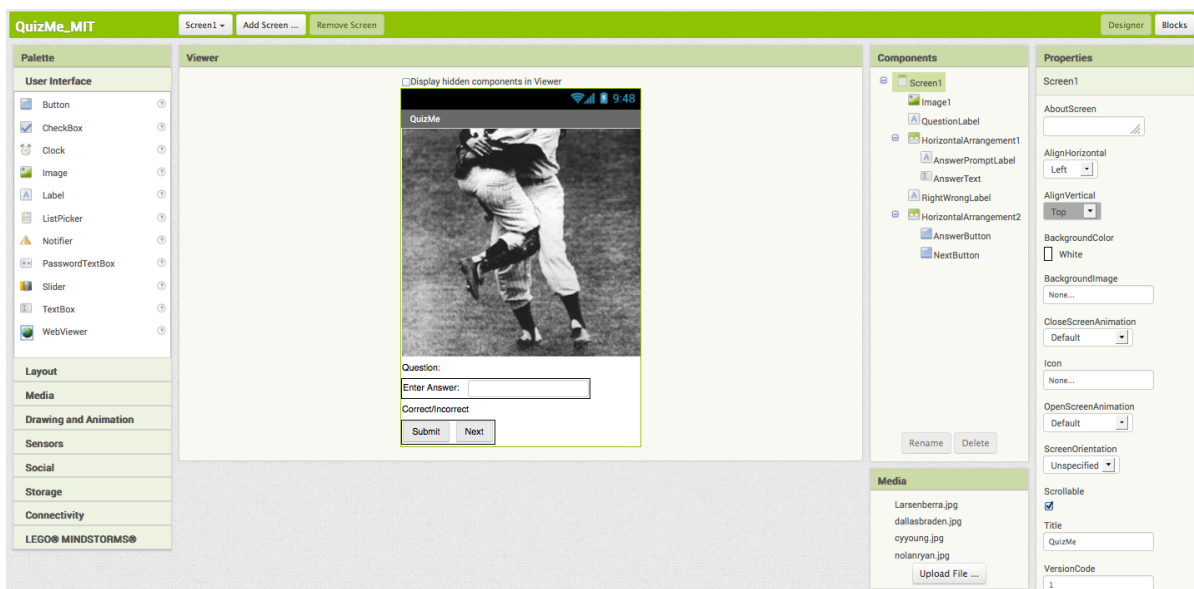 QuizMe_MIT
Screen1
Add Screen ...
Remove Screen
Designer
Blocks
Palette
User Interface
Button
CheckBox
Clock
Image
Label
ListPicker
Notifier
PasswordTextBox
Slider
TextBox
WebViewer
Layout
Media
Drawing and Animation
Sensors
Social
Storage
Connectivity
LEGO® MINDSTORMS®
Viewer
Display hidden components in Viewer
9:48
QuizMe
Question:
Enter Answer:
Correct/Incorrect
Submit Next
Components
Screen1
Image1
QuestionLabel
HorizontalArrangement1
AnswerPromptLabel
AnswerText
RightWrongLabel
HorizontalArrangement2
AnswerButton
NextButton
Rename Delete
Media
Larsenberra.jpg
dallasbraden.jpg
cyyoung.jpg
nolanryan.jpg
Upload File ...
Properties
Screen1
AboutScreen
AlignHorizontal
Left
AlignVertical
Top
BackgroundColor
White
BackgroundImage
None...
CloseScreenAnimation
Default
Icon
None...
OpenScreenAnimation
Default
ScreenOrientation
Unspecified
Scrollable
Title
QuizMe
VersionCode
1